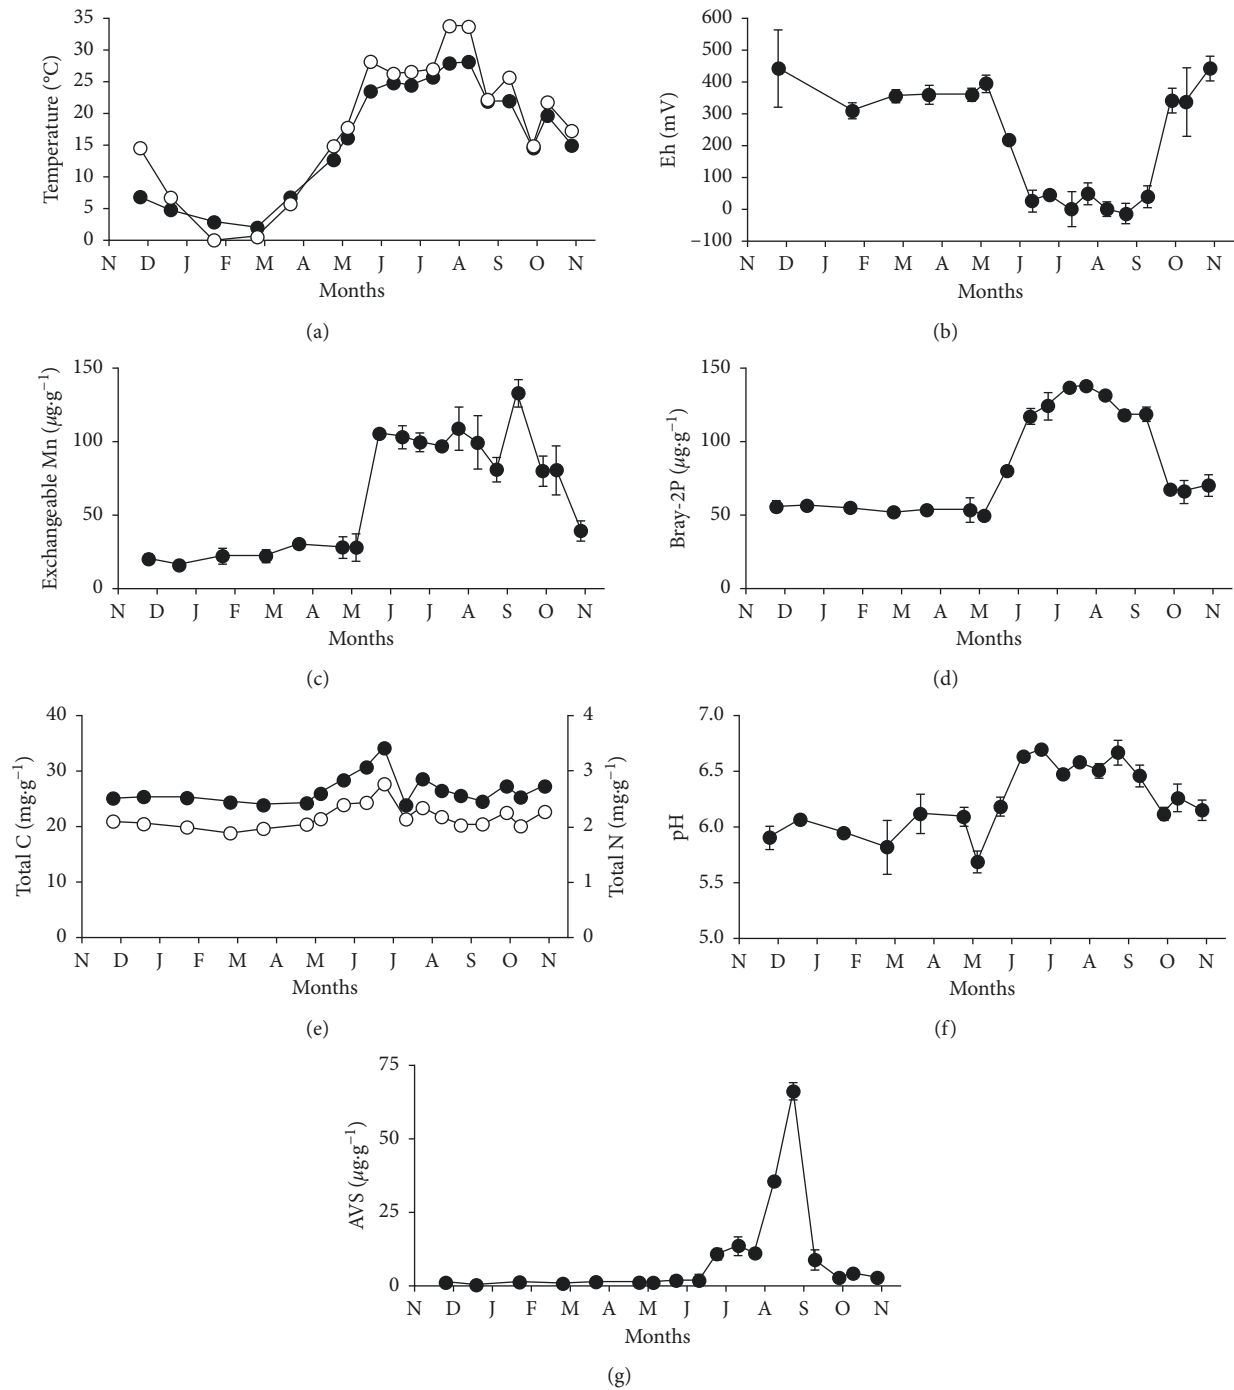 35
30
25
20
15
10
5
0
Temperature (°C)
N D J F M A M J J A S O N
Months
(a)
600
500
400
300
200
100
0
−100
Eh (mV)
N D J F M A M J J A S O N
Months
(b)
150
100
50
0
Exchangeable Mn (μg·g⁻¹)
N D J F M A M J J A S O N
Months
(c)
150
100
50
0
Bray-2P (μg·g⁻¹)
N D J F M A M J J A S O N
Months
(d)
40
30
20
10
0
Total C (mg·g⁻¹)
4
3
2
1
0
Total N (mg·g⁻¹)
N D J F M A M J J A S O N
Months
(e)
7.0
6.5
6.0
5.5
5.0
pH
N D J F M A M J J A S O N
Months
(f)
75
50
25
0
AVS (μg·g⁻¹)
N D J F M A M J J A S O N
Months
(g)